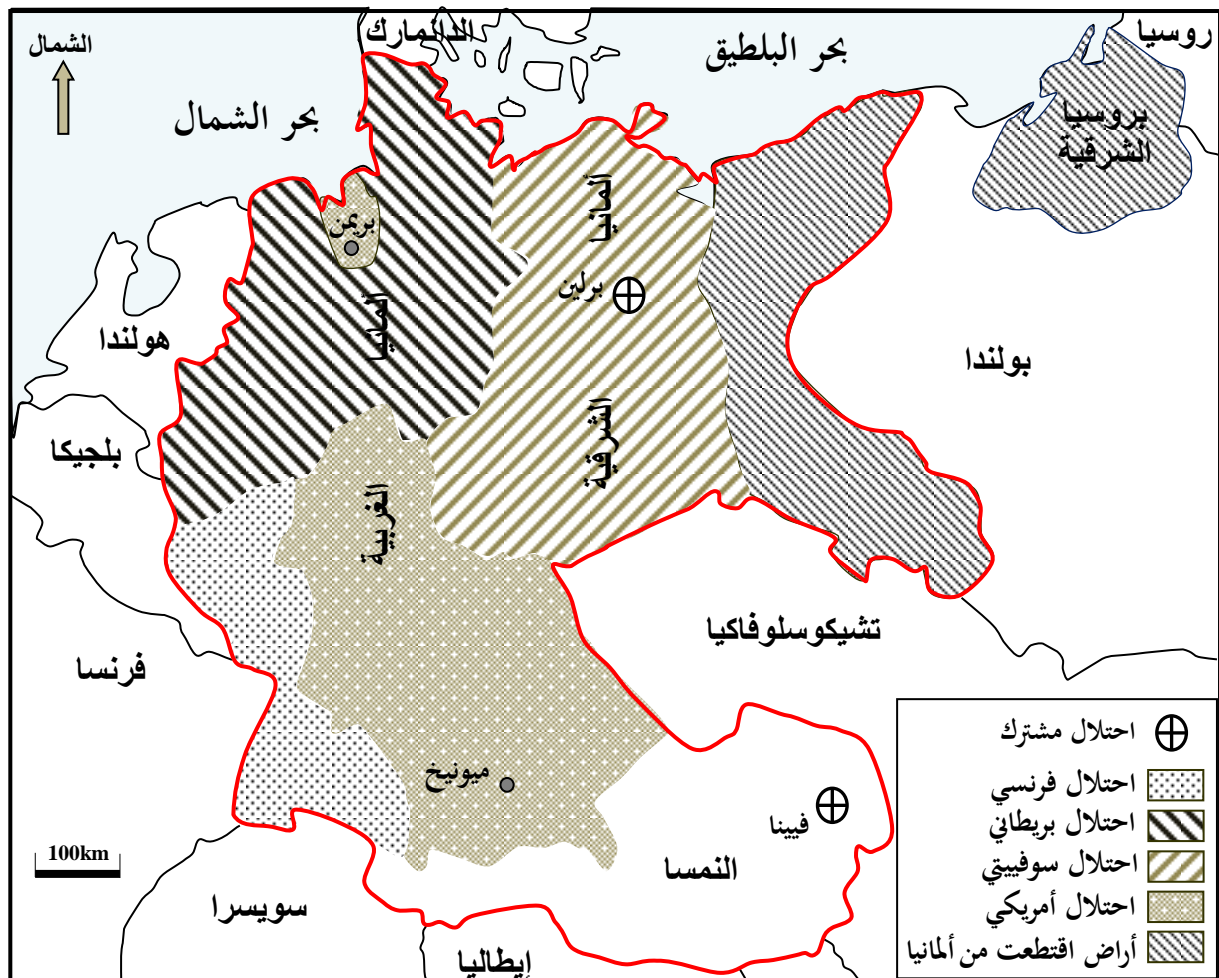 الشمال
الدانمارك
بحر البلطيق
روسيا
بحر الشمال
بروسيا
الشرقية
بريمن
ألمانيا
الشرقية
برلين
هولندا
ألمانيا
الغربية
بولندا
بلجيكا
تشيكوسلوفاكيا
فرنسا
ميونيخ
فيينا
النمسا
سويسرا
إيطاليا
100km
احتلال مشترك
احتلال فرنسي
احتلال بريطاني
احتلال سوفييتي
احتلال أمريكي
أراض اقتطعت من ألمانيا